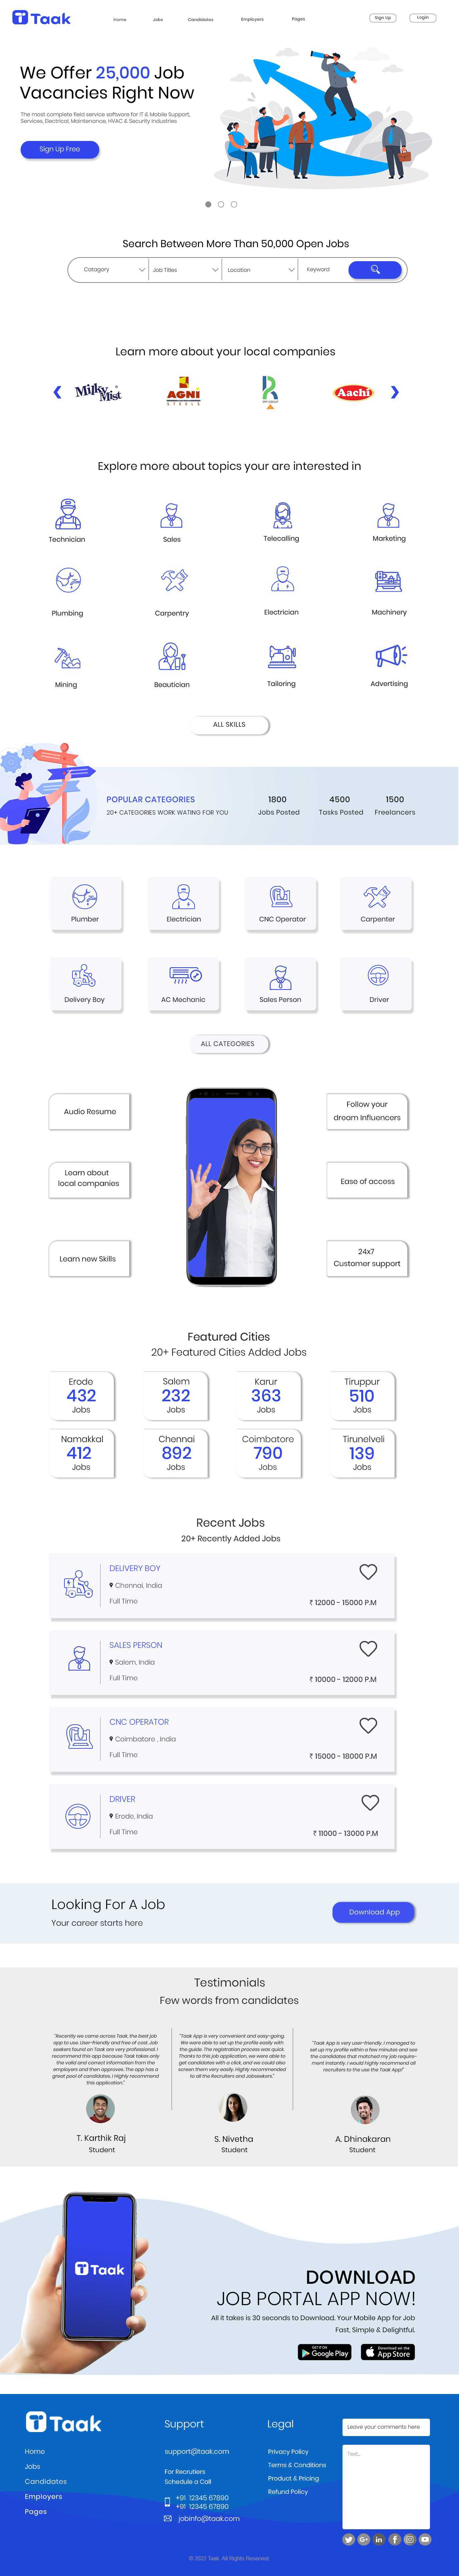 Taak
Home Jobs Candidates Employers Pages
Sign Up Login
We Offer 25,000 Job
Vacancies Right Now
The most complete field service software for IT & Mobile Support,
Services, Electrical, Maintenance, HVAC & Security Industries
Sign Up Free
Search Between More Than 50,000 Open Jobs
Catagory Job Titles Location Keyword
Learn more about your local companies
Milky Mist
AGNI
STEELS
Aachi
Explore more about topics your are interested in
Technician Sales Telecalling Marketing
Plumbing Carpentry Electrician Machinery
Mining Beautician Tailoring Advertising
ALL SKILLS
POPULAR CATEGORIES
20+ CATEGORIES WORK WATING FOR YOU
1800 4500 1500
Jobs Posted Tasks Posted Freelancers
Plumber Electrician CNC Operator Carpenter
Delivery Boy AC Mechanic Sales Person Driver
ALL CATEGORIES
Audio Resume
Learn about
local companies
Learn new Skills
Follow your
dream Influencers
Ease of access
24x7
Customer support
Featured Cities
20+ Featured Cities Added Jobs
Erode Salem Karur Tiruppur
432 232 363 510
Jobs Jobs Jobs Jobs
Namakkal Chennai Coimbatore Tirunelveli
412 892 790 139
Jobs Jobs Jobs Jobs
Recent Jobs
20+ Recently Added Jobs
DELIVERY BOY
Chennai, India
Full Time
₹ 12000 - 15000 P.M
SALES PERSON
Salem, India
Full Time
₹ 10000 - 12000 P.M
CNC OPERATOR
Coimbatore , India
Full Time
₹ 15000 - 18000 P.M
DRIVER
Erode, India
Full Time
₹ 11000 - 13000 P.M
Looking For A Job
Your career starts here
Download App
Testimonials
Few words from candidates
"Recently we came across Taak, the best job
app to use. User-friendly and free of cost. Job
seekers found on Taak are very professional. I
recommend this app because Taak takes only
the valid and correct information from the
employers and then approves. The app has a
great pool of candidates. I Highly recommend
this application."
T. Karthik Raj
Student
"Taak App is very convenient and easy-going.
We were able to set up the profile easily with
the guide. The registration process was quick.
Thanks to this job application, we were able to
get candidates with a click, and we could also
screen them very easily. Highly recommended
to all the Recruiters and Jobseekers."
S. Nivetha
Student
"Taak App is very user-friendly. I managed to
set up my profile within a few minutes and see
the candidates that matched my job require-
ment instantly. I would highly recommend all
recruiters to the use the Taak App!"
A. Dhinakaran
Student
Taak
DOWNLOAD
JOB PORTAL APP NOW!
All it takes is 30 seconds to Download. Your Mobile App for Job
Fast, Simple & Delightful.
GET IT ON
Google Play
Download on the
App Store
Taak
Home
Jobs
Candidates
Employers
Pages
Support
support@taak.com
For Recrutiers
Schedule a Call
+91 12345 67890
+91 12345 67890
jobinfo@taak.com
Legal
Privacy Policy
Terms & Conditions
Product & Pricing
Refund Policy
Leave your comments here
Text...
© 2022 Taak. All Rights Reserved.